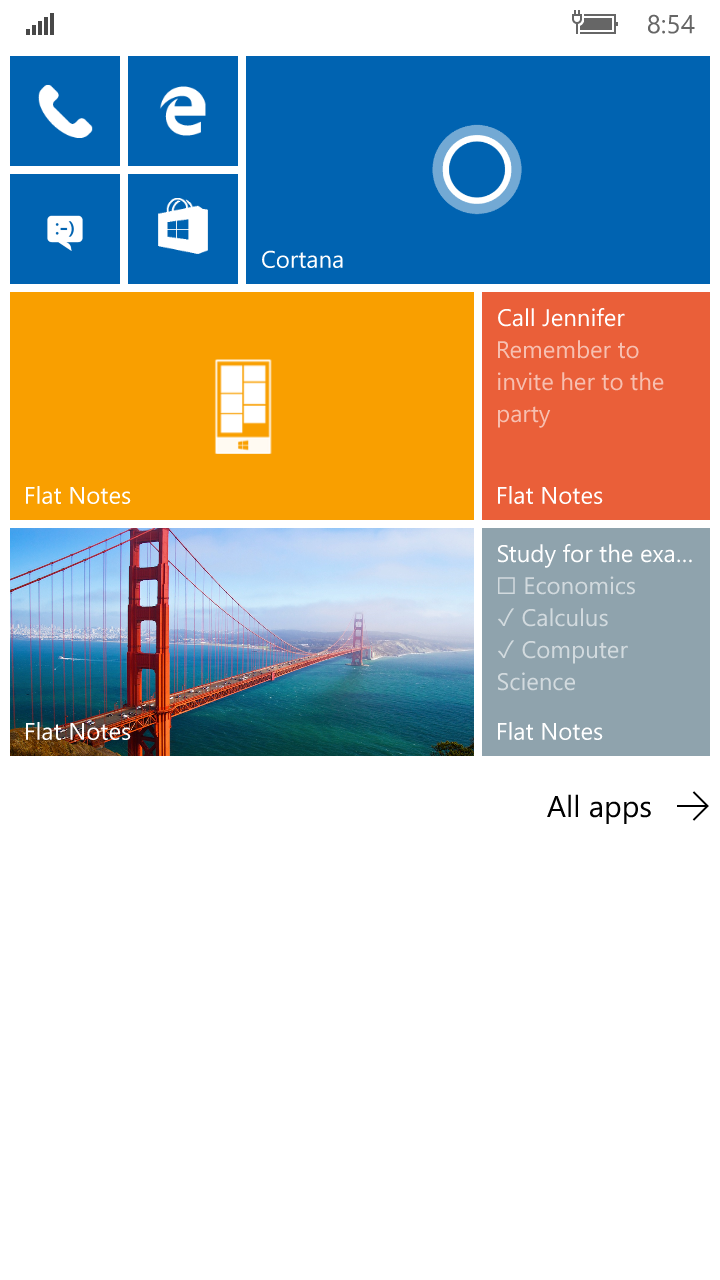 8:54
:-)
Cortana
Flat Notes
Call Jennifer
Remember to
invite her to the
party
Flat Notes
Flat Notes
Study for the exa...
☐ Economics
✓ Calculus
✓ Computer
Science
Flat Notes
All apps →